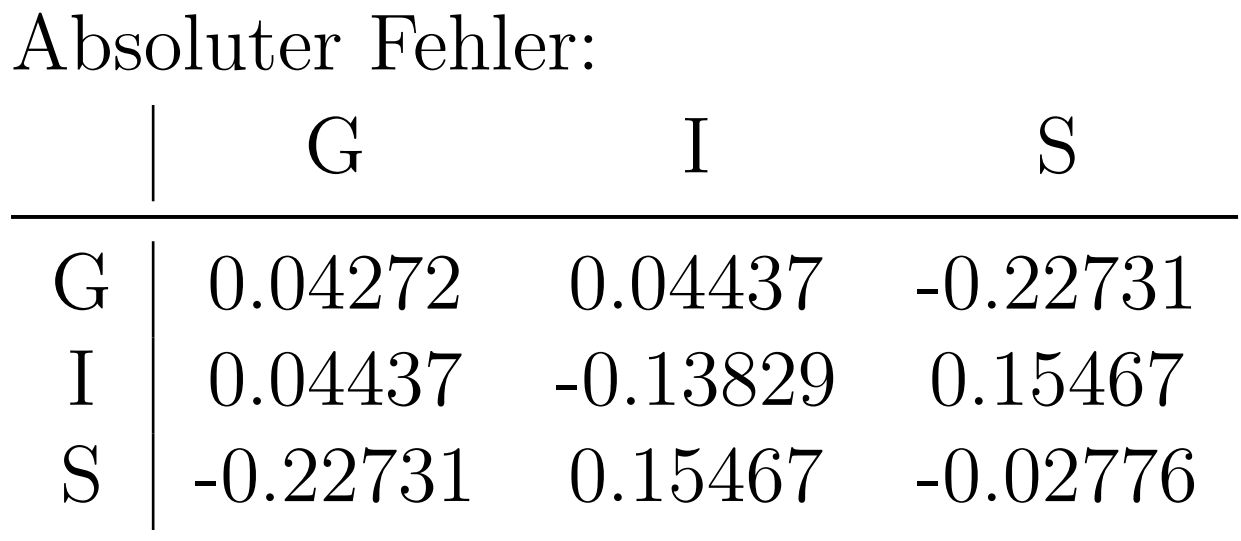 Absoluter Fehler:
G I S
G 0.04272 0.04437 -0.22731
I 0.04437 -0.13829 0.15467
S -0.22731 0.15467 -0.02776